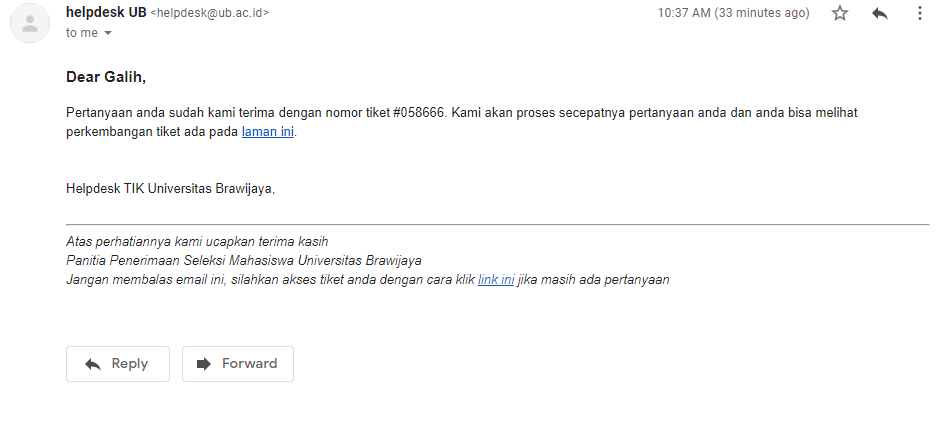 helpdesk UB <helpdesk@ub.ac.id>
10:37 AM (33 minutes ago)
to me
Dear Galih,
Pertanyaan anda sudah kami terima dengan nomor tiket #058666. Kami akan proses secepatnya pertanyaan anda dan anda bisa melihat
perkembangan tiket ada pada laman ini.
Helpdesk TIK Universitas Brawijaya,
Atas perhatiannya kami ucapkan terima kasih
Panitia Penerimaan Seleksi Mahasiswa Universitas Brawijaya
Jangan membalas email ini, silahkan akses tiket anda dengan cara klik link ini jika masih ada pertanyaan
Reply
Forward